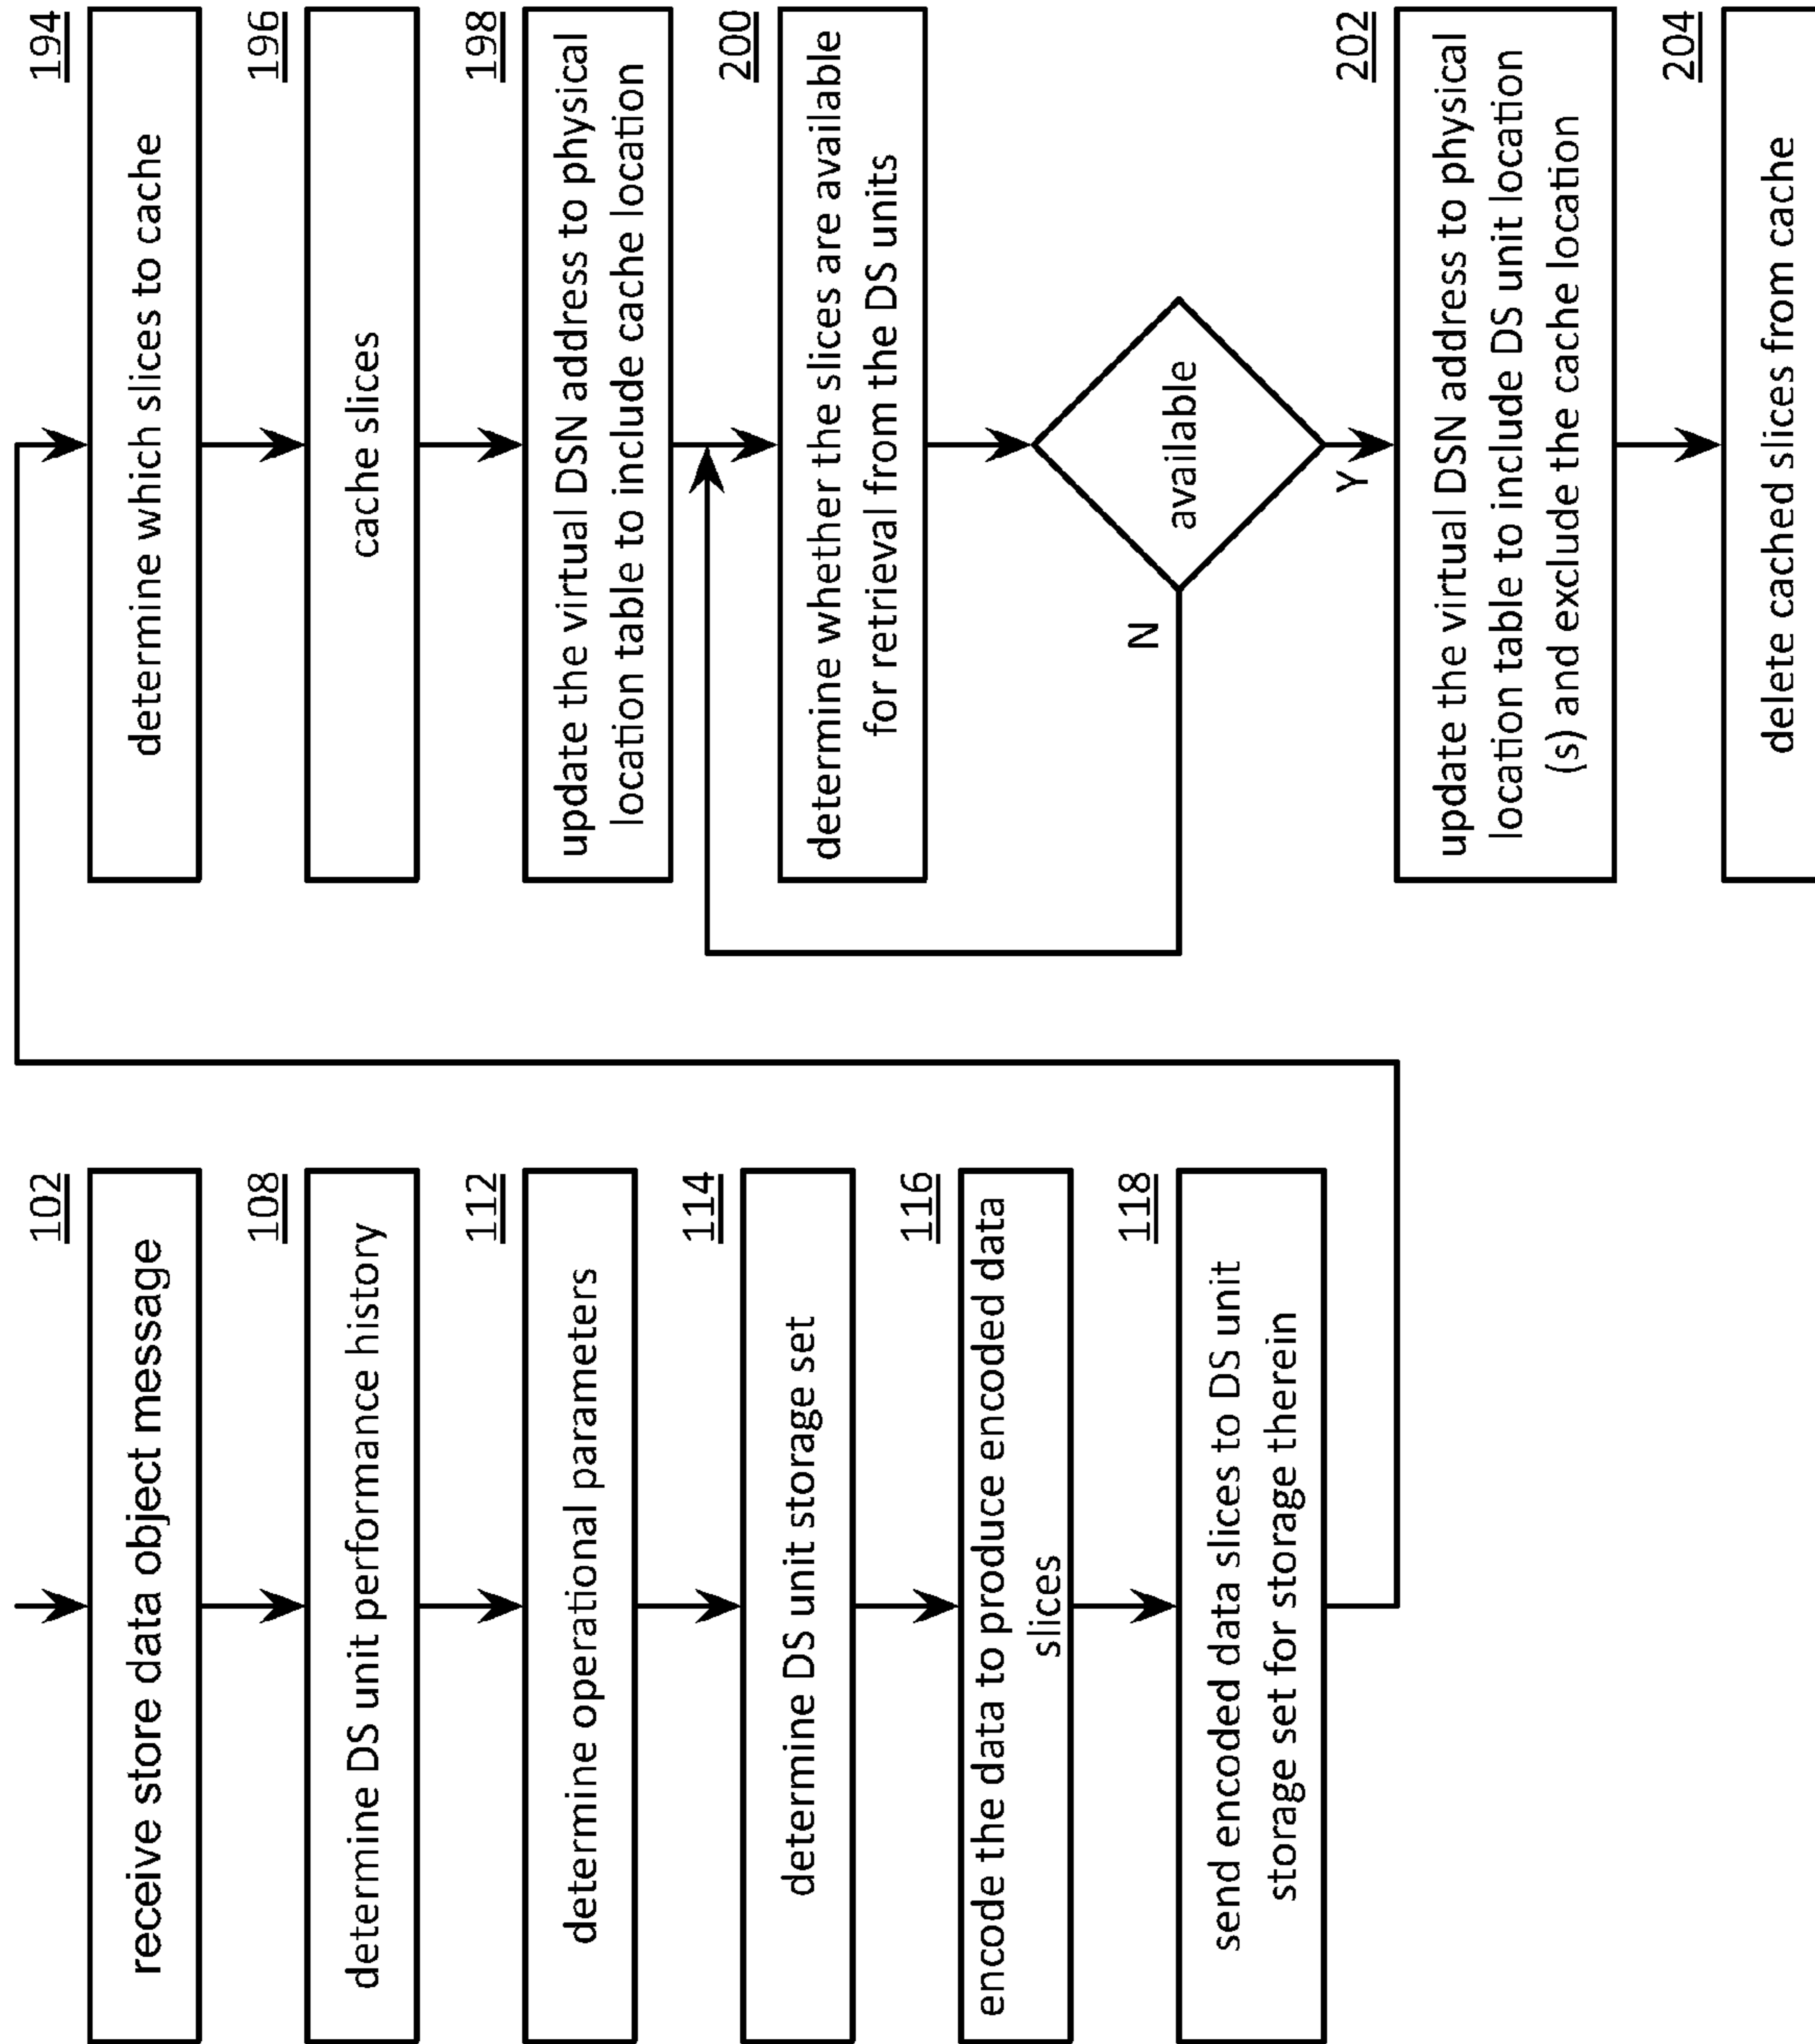 102
receive store data object message
108
determine DS unit performance history
112
determine operational parameters
114
determine DS unit storage set
116
encode the data to produce encoded data
slices
118
send encoded data slices to DS unit
storage set for storage therein
194
determine which slices to cache
196
cache slices
198
update the virtual DSN address to physical
location table to include cache location
200
determine whether the slices are available
for retrieval from the DS units
available
N
Y
202
update the virtual DSN address to physical
location table to include DS unit location
(s) and exclude the cache location
204
delete cached slices from cache